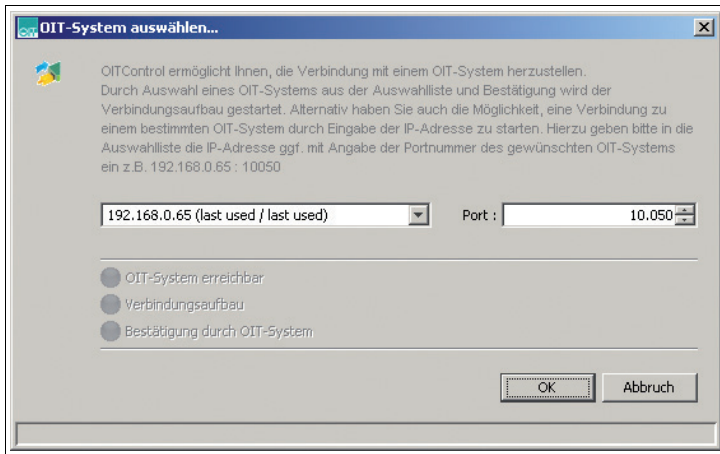 OIT-System auswählen...
OITControl ermöglicht Ihnen, die Verbindung mit einem OIT-System herzustellen.
Durch Auswahl eines OIT-Systems aus der Auswahlliste und Bestätigung wird der
Verbindungsaufbau gestartet. Alternativ haben Sie auch die Möglichkeit, eine Verbindung zu
einem bestimmten OIT-System durch Eingabe der IP-Adresse zu starten. Hierzu geben bitte in die
Auswahlliste die IP-Adresse ggf. mit Angabe der Portnummer des gewünschten OIT-Systems
ein z.B. 192.168.0.65 : 10050
192.168.0.65 (last used / last used) Port : 10.050
OIT-System erreichbar
Verbindungsaufbau
Bestätigung durch OIT-System
OK Abbruch